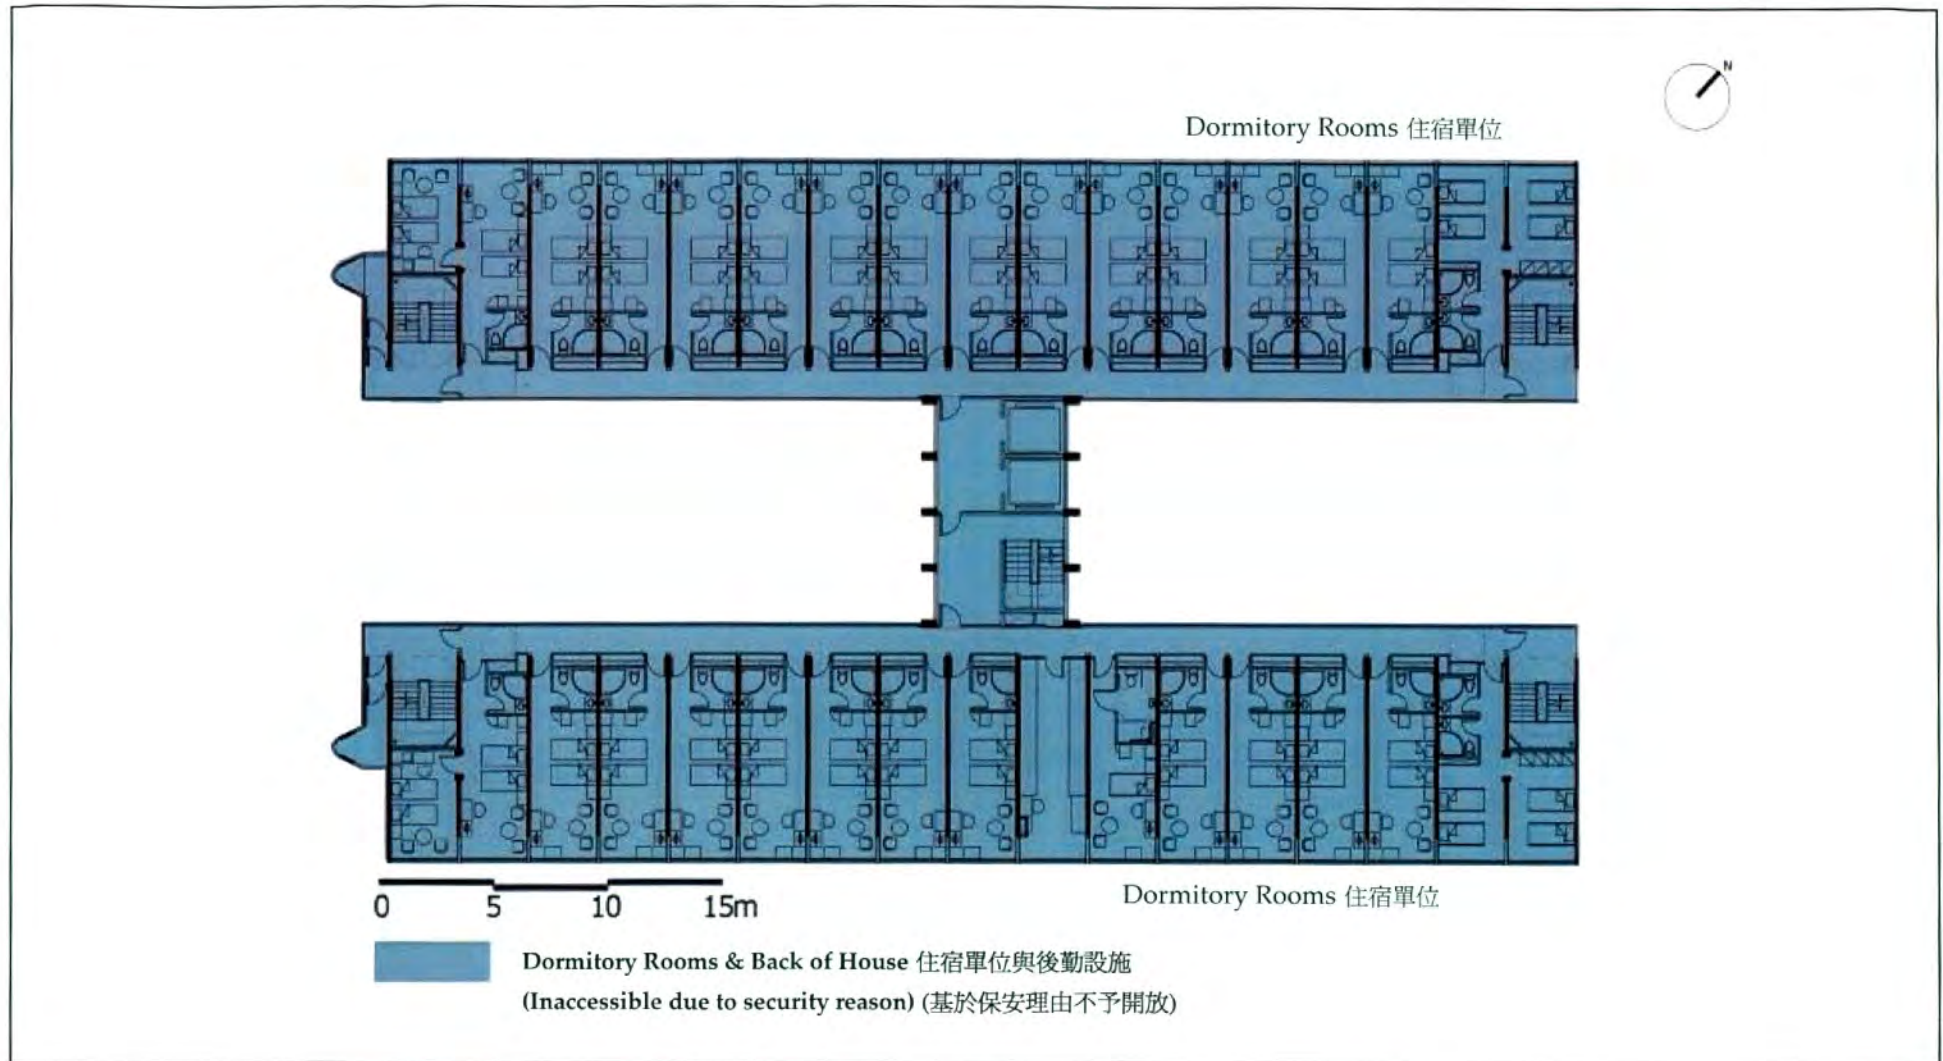 N
Dormitory Rooms 住宿單位
0 5 10 15m
Dormitory Rooms 住宿單位
Dormitory Rooms & Back of House 住宿單位與後勤設施
(Inaccessible due to security reason) (基於保安理由不予開放)